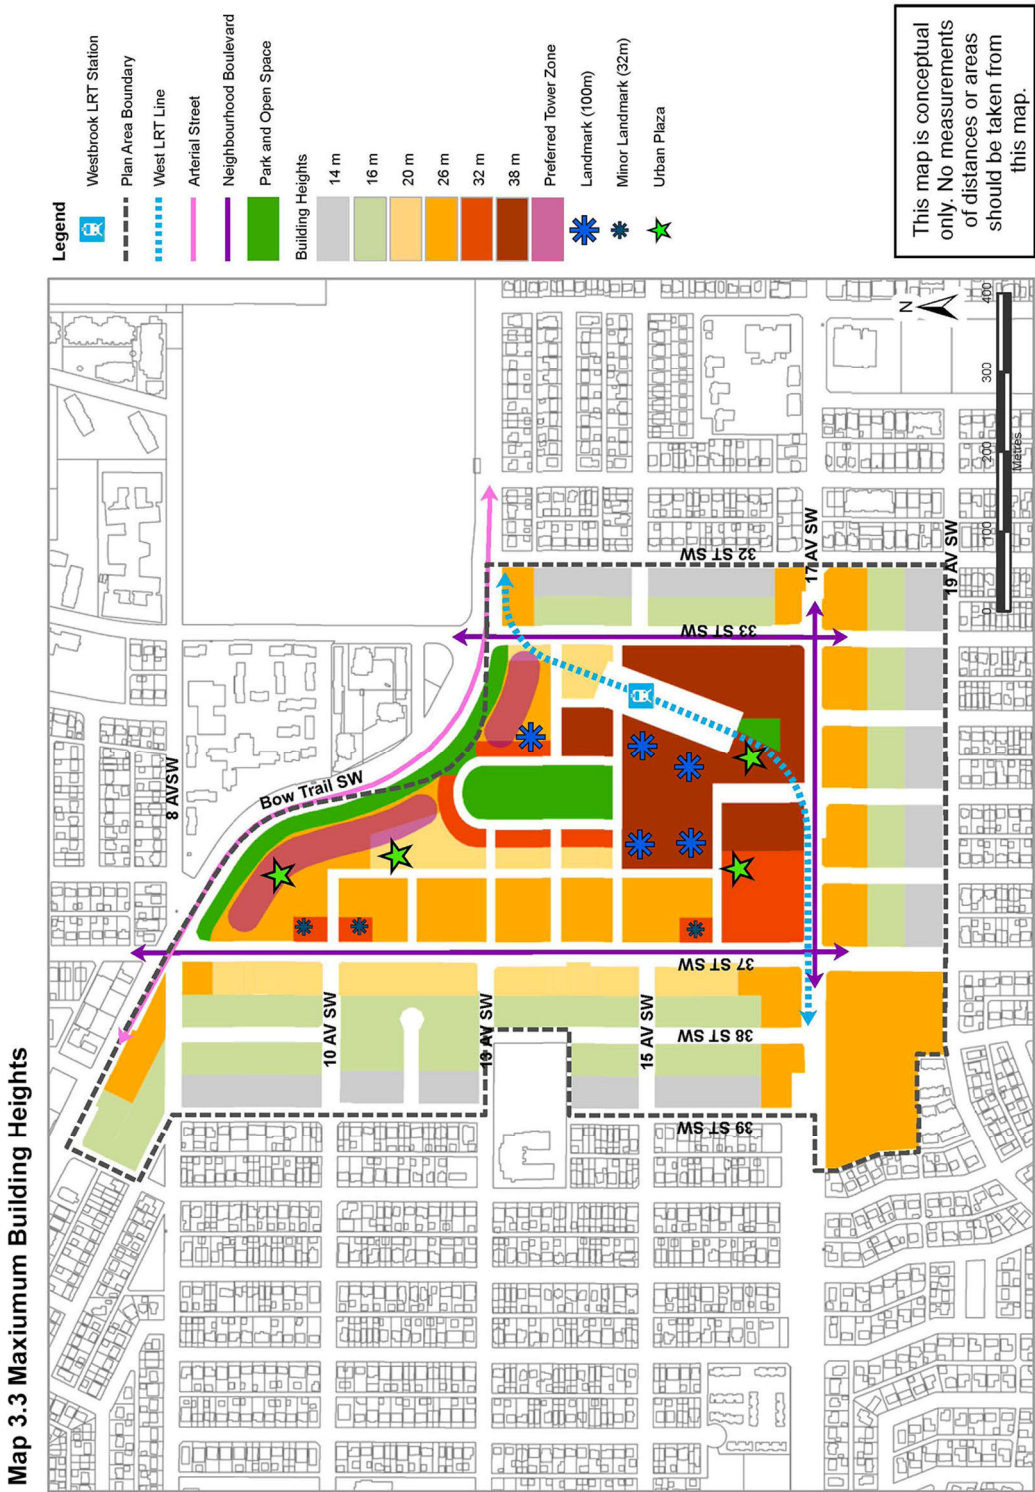 Map 3.3 Maxiumum Building Heights
8 AVSW
Bow Trail SW
10 AV SW
13 AV SW
15 AV SW
17 AV SW
19 AV SW
39 ST SW
38 ST SW
37 ST SW
33 ST SW
32 ST SW
N
0 100 200 300 400
Metres
Legend
Westbrook LRT Station
Plan Area Boundary
West LRT Line
Arterial Street
Neighbourhood Boulevard
Park and Open Space
Building Heights
14 m
16 m
20 m
26 m
32 m
38 m
Preferred Tower Zone
Landmark (100m)
Minor Landmark (32m)
Urban Plaza
This map is conceptual
only. No measurements
of distances or areas
should be taken from
this map.